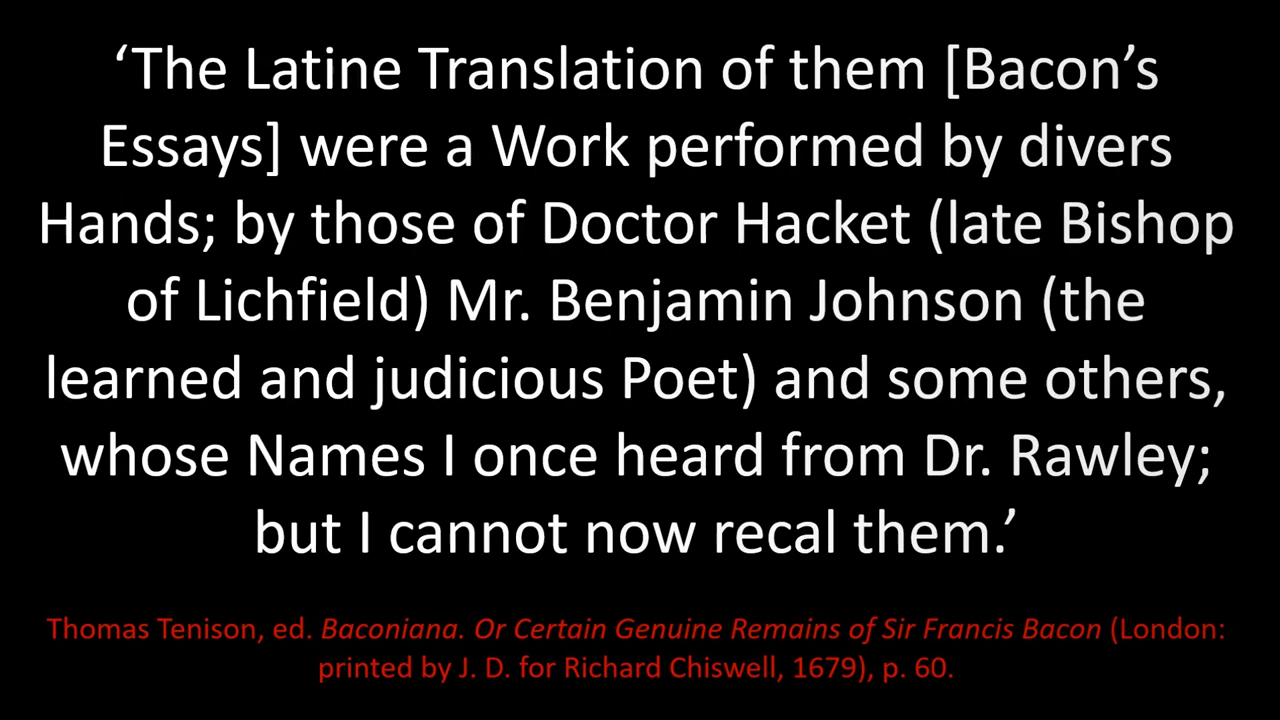 ‘The Latine Translation of them [Bacon’s
Essays] were a Work performed by divers
Hands; by those of Doctor Hacket (late Bishop
of Lichfield) Mr. Benjamin Johnson (the
learned and judicious Poet) and some others,
whose Names I once heard from Dr. Rawley;
but I cannot now recal them.’
Thomas Tenison, ed. Baconiana. Or Certain Genuine Remains of Sir Francis Bacon (London:
printed by J. D. for Richard Chiswell, 1679), p. 60.